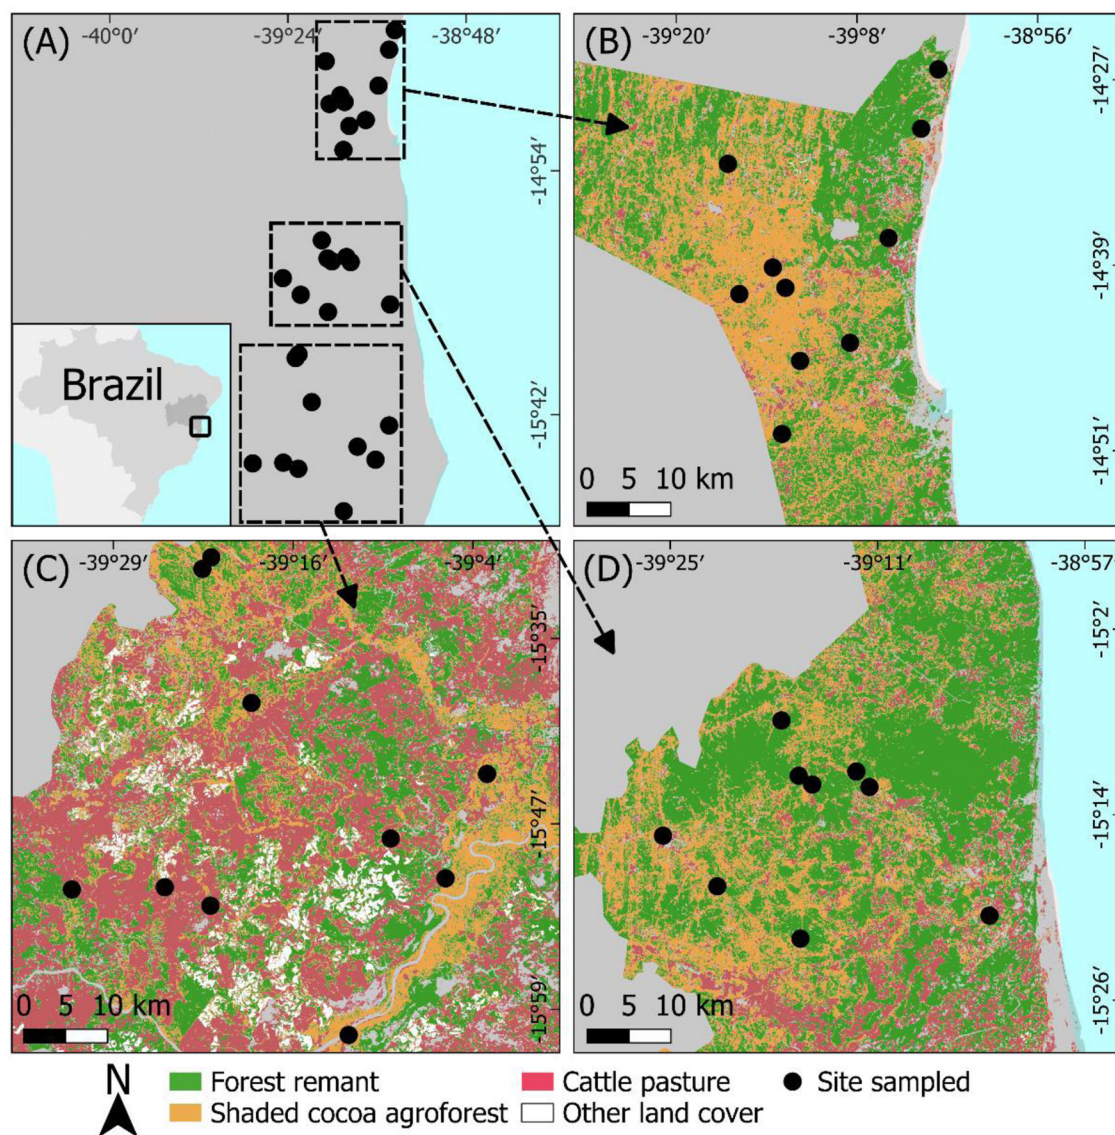 (A)
-40°0′
-39°24′
-38°48′
-14°54′
-15°42′
Brazil
(B)
-39°20′
-39°8′
-38°56′
-14°27′
-14°39′
-14°51′
0 5 10 km
(C)
-39°29′
-39°16′
-39°4′
-15°35′
-15°47′
-15°59′
0 5 10 km
(D)
-39°25′
-39°11′
-38°57′
-15°2′
-15°14′
-15°26′
0 5 10 km
N
Forest remant
Cattle pasture
Site sampled
Shaded cocoa agroforest
Other land cover